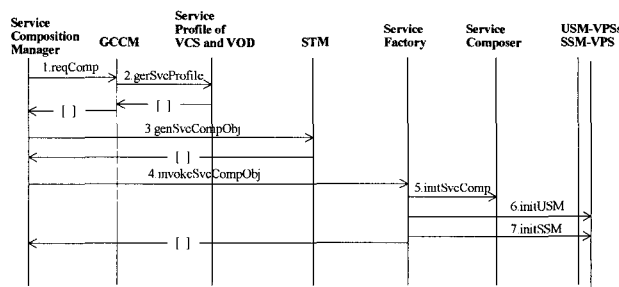 Service
Composition
Manager
GCCM
Service
Profile of
VCS and VOD
STM
Service
Factory
Service
Composer
USM-VPSs
SSM-VPS
1.reqComp
2.gerSvcProfile
[ ]
[ ]
3.genSvcCompObj
[ ]
4.invokeSvcCompObj
5.initSvcComp
6.initUSM
7.initSSM
[ ]